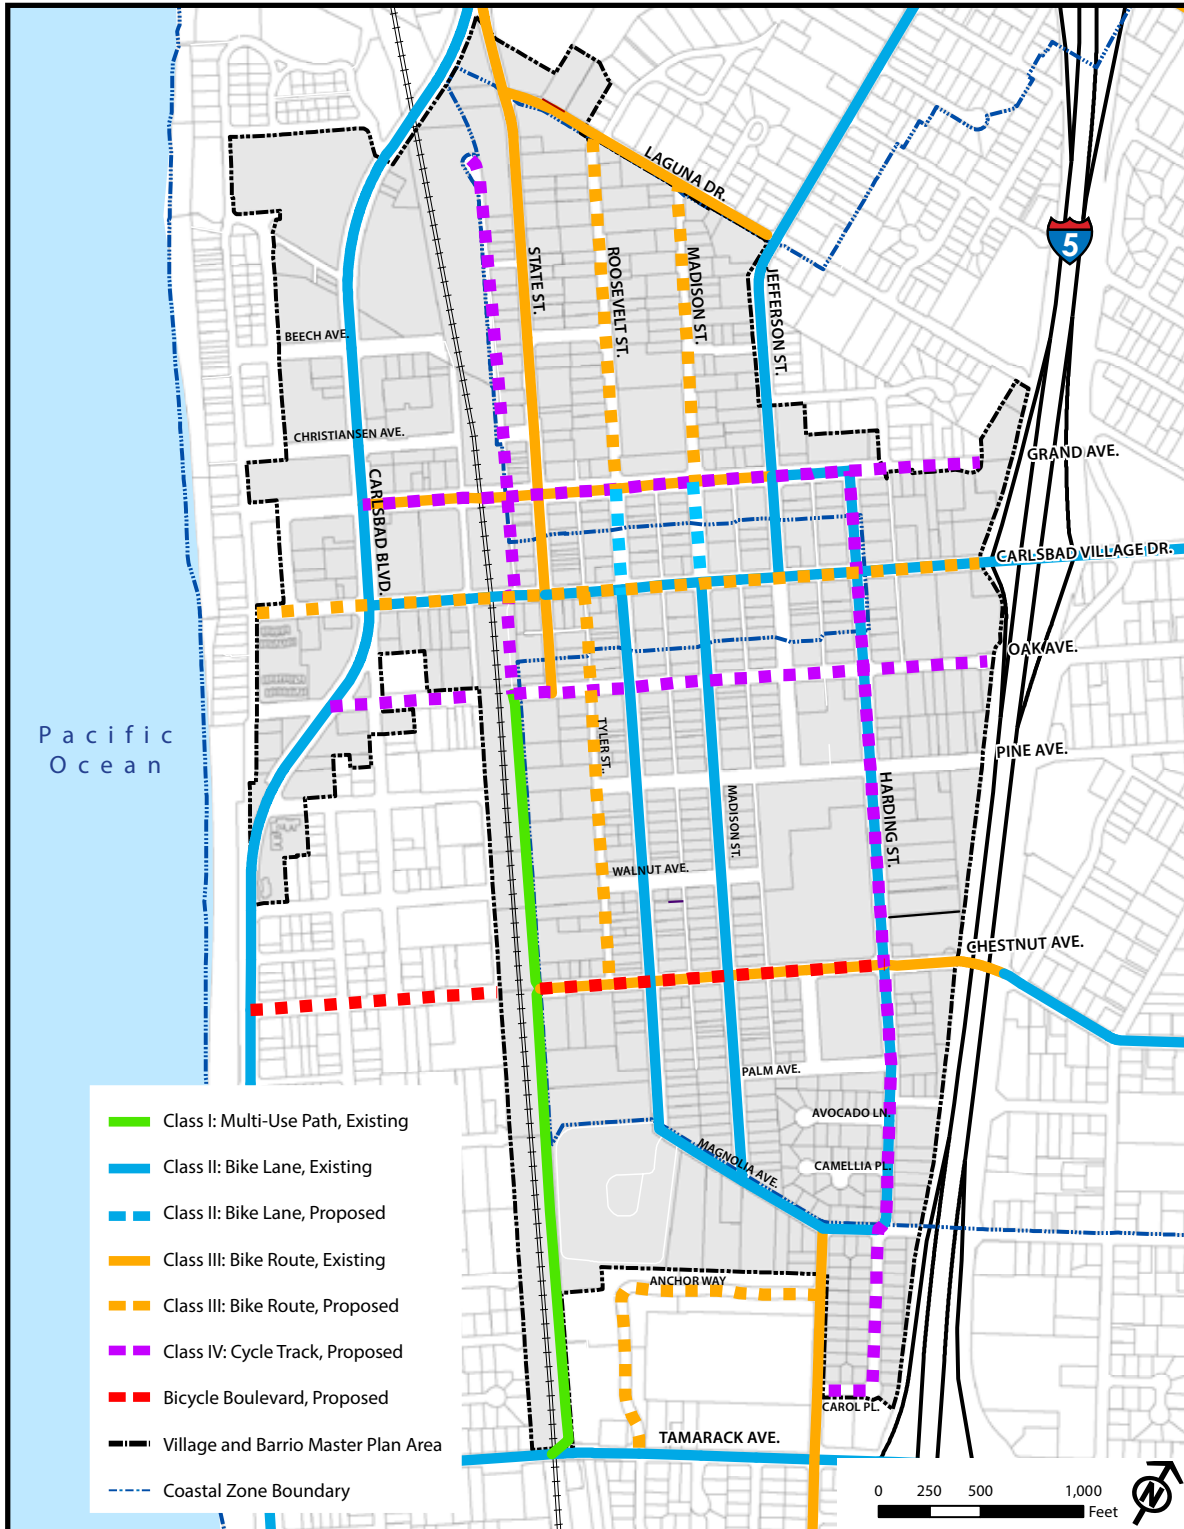 LAGUNA DR.
5
STATE ST.
ROOSEVELT ST.
MADISON ST.
JEFFERSON ST.
BEECH AVE.
CHRISTIANSEN AVE.
GRAND AVE.
CARLSBAD BLVD.
CARLSBAD VILLAGE DR.
OAK AVE.
Pacific
Ocean
TYLER ST..
PINE AVE.
MADISON ST.
HARDING ST.
WALNUT AVE.
CHESTNUT AVE.
PALM AVE.
AVOCADO LN.
MAGNOLIA AVE.
CAMELLIA PL.
ANCHOR WAY
CAROL PL.
TAMARACK AVE.
Class I: Multi-Use Path, Existing
Class II: Bike Lane, Existing
Class II: Bike Lane, Proposed
Class III: Bike Route, Existing
Class III: Bike Route, Proposed
Class IV: Cycle Track, Proposed
Bicycle Boulevard, Proposed
Village and Barrio Master Plan Area
Coastal Zone Boundary
0 250 500 1,000
Feet
N